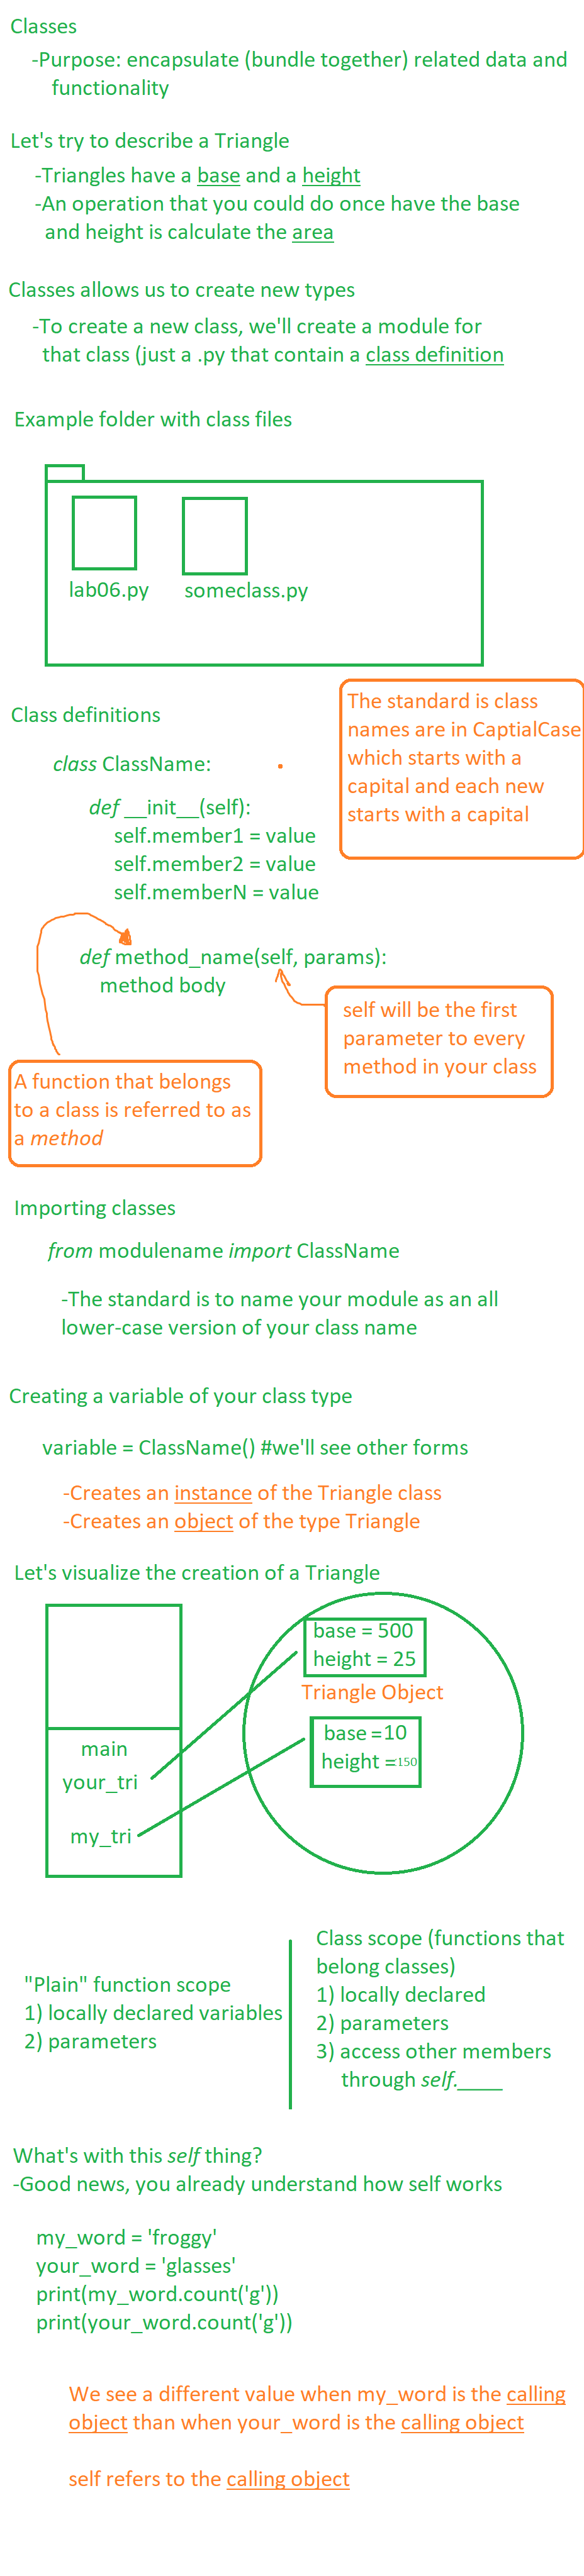 Classes
-Purpose: encapsulate (bundle together) related data and
functionality
Let's try to describe a Triangle
-Triangles have a base and a height
-An operation that you could do once have the base
and height is calculate the area
Classes allows us to create new types
-To create a new class, we'll create a module for
that class (just a .py that contain a class definition
Example folder with class files
lab06.py
someclass.py
Class definitions
class ClassName:
def __init__(self):
self.member1 = value
self.member2 = value
self.memberN = value
The standard is class
names are in CaptialCase
which starts with a
capital and each new
starts with a capital
def method_name(self, params):
method body
self will be the first
parameter to every
method in your class
A function that belongs
to a class is referred to as
a method
Importing classes
from modulename import ClassName
-The standard is to name your module as an all
lower-case version of your class name
Creating a variable of your class type
variable = ClassName() #we'll see other forms
-Creates an instance of the Triangle class
-Creates an object of the type Triangle
Let's visualize the creation of a Triangle
base = 500
height = 25
Triangle Object
base =10
height =150
main
your_tri
my_tri
"Plain" function scope
1) locally declared variables
2) parameters
Class scope (functions that
belong classes)
1) locally declared
2) parameters
3) access other members
through self.____
What's with this self thing?
-Good news, you already understand how self works
my_word = 'froggy'
your_word = 'glasses'
print(my_word.count('g'))
print(your_word.count('g'))
We see a different value when my_word is the calling
object than when your_word is the calling object
self refers to the calling object